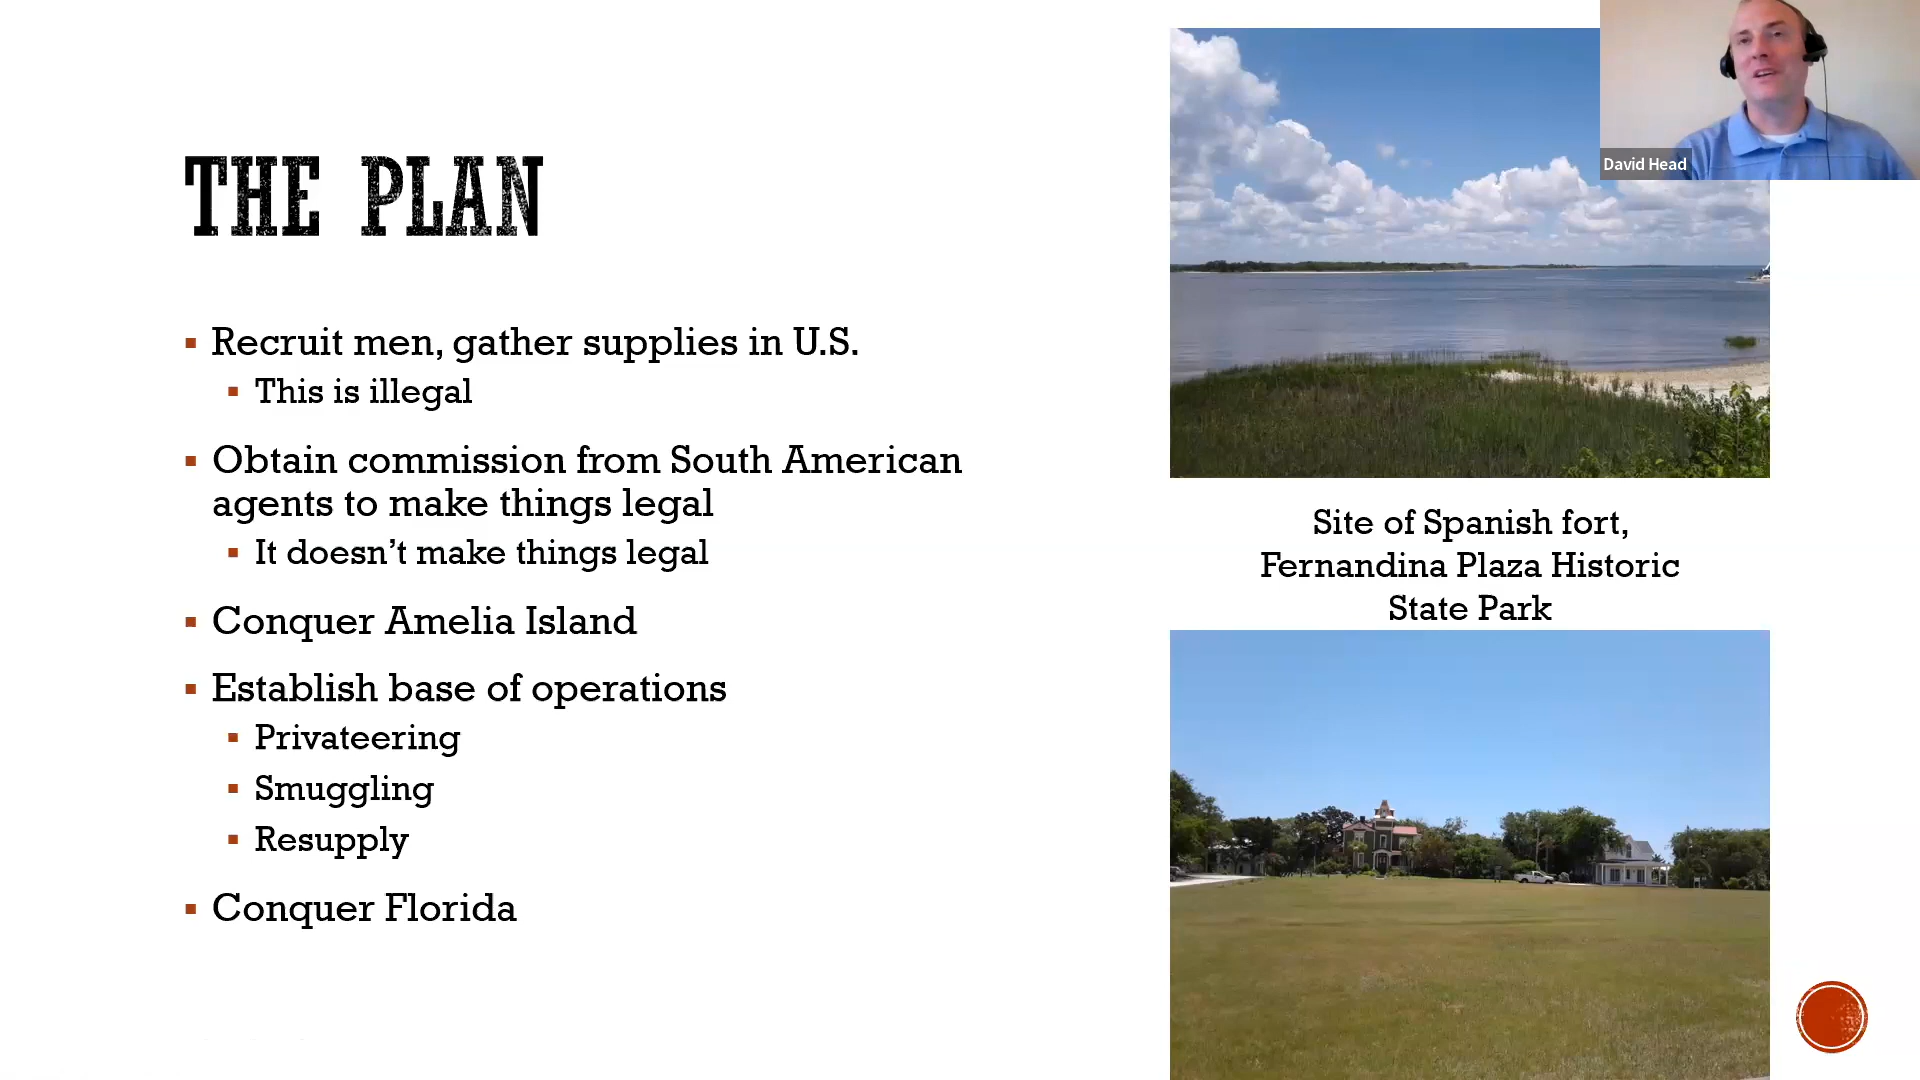 THE PLAN
Recruit men, gather supplies in U.S.
This is illegal
Obtain commission from South American
agents to make things legal
It doesn’t make things legal
Conquer Amelia Island
Establish base of operations
Privateering
Smuggling
Resupply
Conquer Florida
David Head
Site of Spanish fort,
Fernandina Plaza Historic
State Park